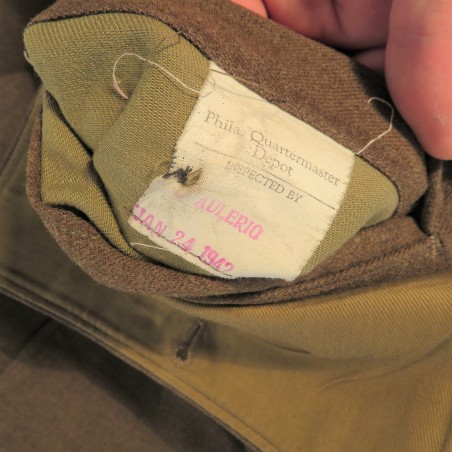 Phila. Quartermaster
Depot
INSPECTED BY
AULERIO
JAN 24 1942